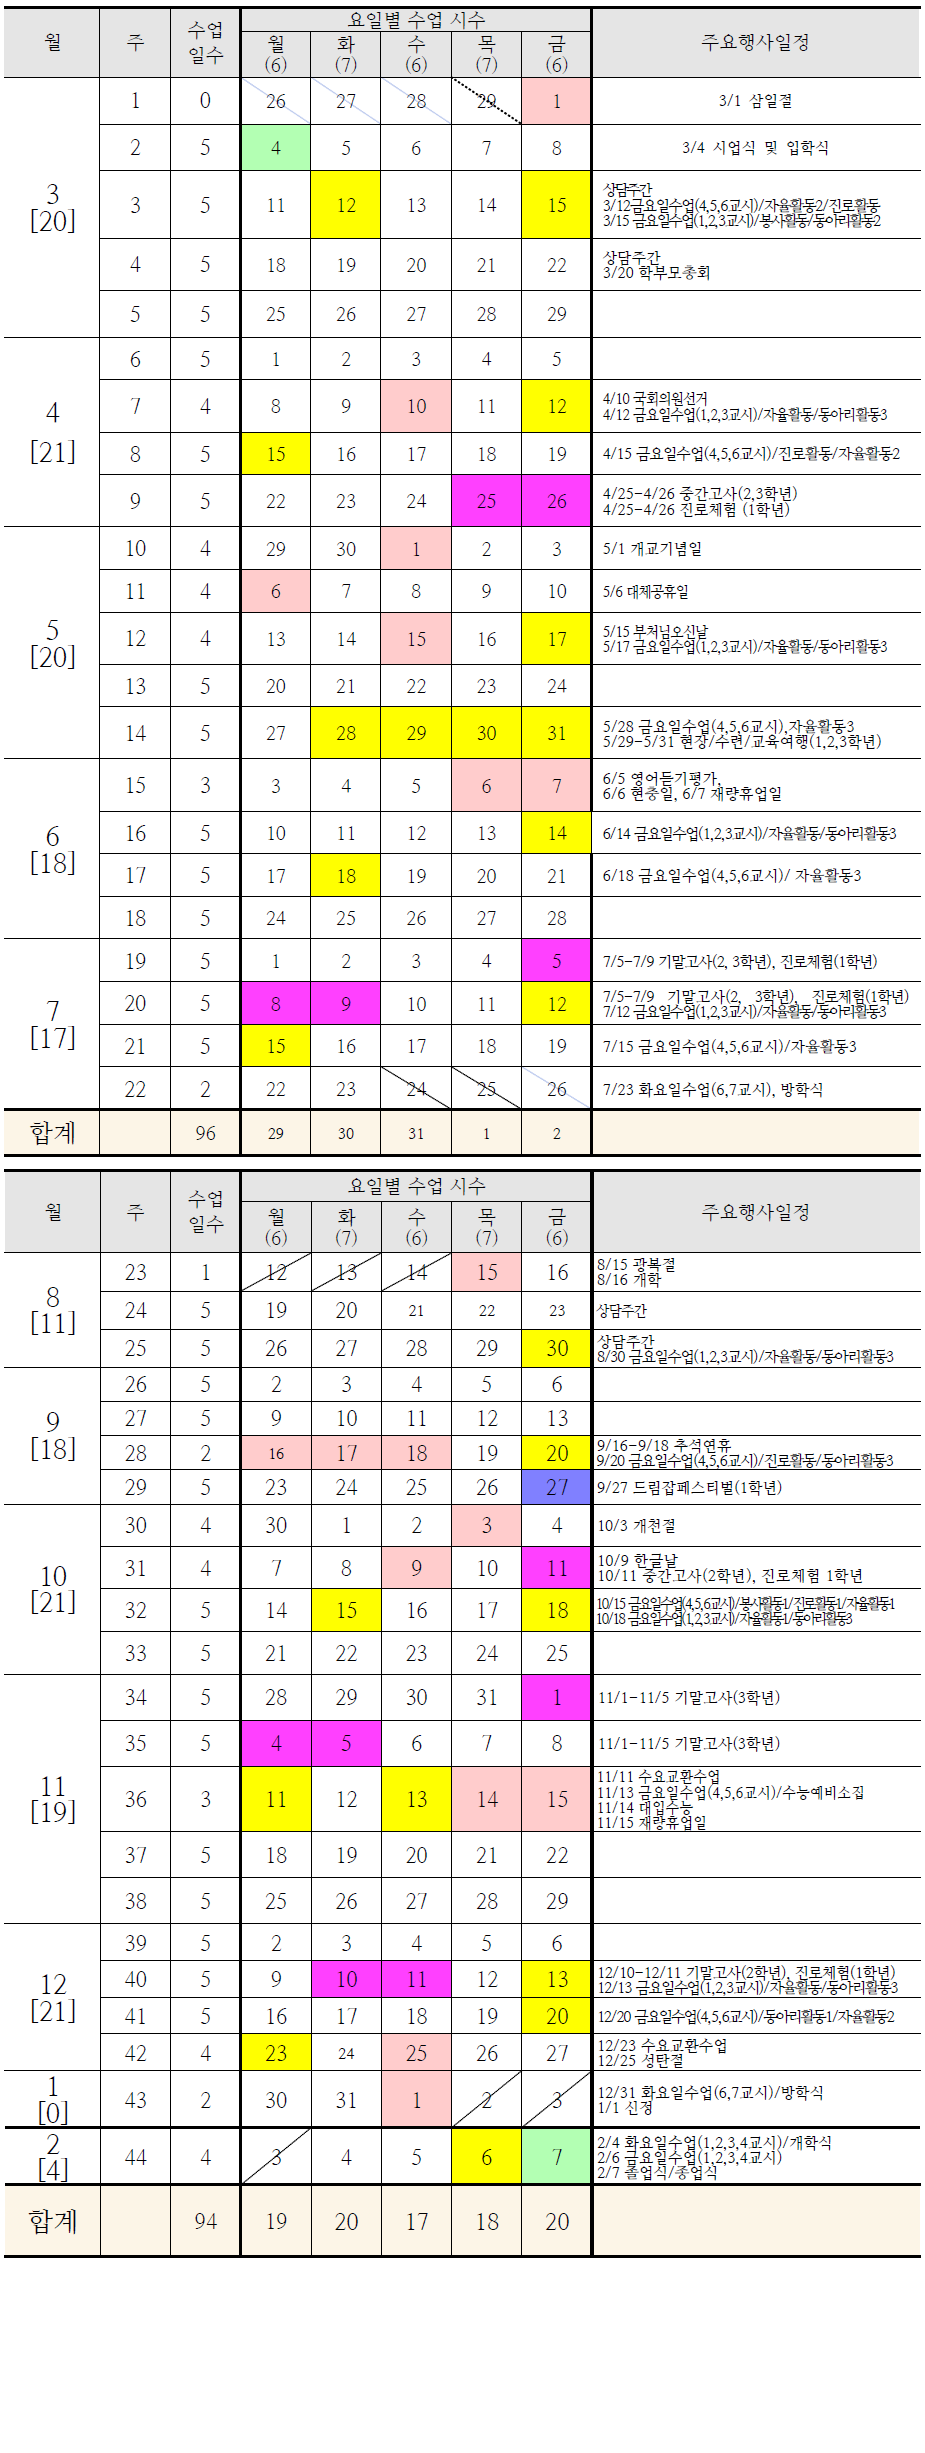 월 주 수업 일수 요일별 수업 시수 주요행사일정
월 화 수 목 금
(6) (7) (6) (7) (6)
3
[20]
1 0 26 27 28 29 1 3/1 삼일절
2 5 4 5 6 7 8 3/4 시업식 및 입학식
3 5 11 12 13 14 15 상담주간
3/12금요일수업(4,5,6교시)/자율활동2/진로활동
3/15 금요일수업(1,2,3교시)/봉사활동/동아리활동2
4 5 18 19 20 21 22 상담주간
3/20 학부모총회
5 5 25 26 27 28 29
4
[21]
6 5 1 2 3 4 5
7 4 8 9 10 11 12 4/10 국회의원선거
4/12 금요일수업(1,2,3교시)/자율활동/동아리활동3
8 5 15 16 17 18 19 4/15 금요일수업(4,5,6교시)/진로활동/자율활동2
9 5 22 23 24 25 26 4/25-4/26 중간고사(2,3학년)
4/25-4/26 진로체험 (1학년)
5
[20]
10 4 29 30 1 2 3 5/1 개교기념일
11 4 6 7 8 9 10 5/6 대체공휴일
12 4 13 14 15 16 17 5/15 부처님오신날
5/17 금요일수업(1,2,3교시)/자율활동/동아리활동3
13 5 20 21 22 23 24
14 5 27 28 29 30 31 5/28 금요일수업(4,5,6교시),자율활동3
5/29-5/31 현장/수련/교육여행(1,2,3학년)
6
[18]
15 3 3 4 5 6 7 6/5 영어듣기평가,
6/6 현충일, 6/7 재량휴업일
16 5 10 11 12 13 14 6/14 금요일수업(1,2,3교시)/자율활동/동아리활동3
17 5 17 18 19 20 21 6/18 금요일수업(4,5,6교시)/ 자율활동3
18 5 24 25 26 27 28
7
[17]
19 5 1 2 3 4 5 7/5-7/9 기말고사(2, 3학년), 진로체험(1학년)
20 5 8 9 10 11 12 7/5-7/9 기말고사(2, 3학년), 진로체험(1학년)
7/12 금요일수업(1,2,3교시)/자율활동/동아리활동3
21 5 15 16 17 18 19 7/15 금요일수업(4,5,6교시)/자율활동3
22 2 22 23 24 25 26 7/23 화요일수업(6,7교시), 방학식
합계 96 29 30 31 1 2
월 주 수업 일수 요일별 수업 시수 주요행사일정
월 화 수 목 금
(6) (7) (6) (7) (6)
8
[11]
23 1 12 13 14 15 16 8/15 광복절
8/16 개학
24 5 19 20 21 22 23 상담주간
25 5 26 27 28 29 30 상담주간
8/30 금요일수업(1,2,3교시)/자율활동/동아리활동3
9
[18]
26 5 2 3 4 5 6
27 5 9 10 11 12 13
28 2 16 17 18 19 20 9/16-9/18 추석연휴
9/20 금요일수업(4,5,6교시)/진로활동/동아리활동3
29 5 23 24 25 26 27 9/27 드림잡페스티벌(1학년)
10
[21]
30 4 30 1 2 3 4 10/3 개천절
31 4 7 8 9 10 11 10/9 한글날
10/11 중간고사(2학년), 진로체험 1학년
32 5 14 15 16 17 18 10/15 금요일수업(4,5,6교시)/봉사활동1/진로활동1/자율활동1
10/18 금요일수업(1,2,3교시)/자율활동1/동아리활동3
33 5 21 22 23 24 25
11
[19]
34 5 28 29 30 31 1 11/1-11/5 기말고사(3학년)
35 5 4 5 6 7 8 11/1-11/5 기말고사(3학년)
36 3 11 12 13 14 15 11/11 수요교환수업
11/13 금요일수업(4,5,6교시)/수능예비소집
11/14 대입수능
11/15 재량휴업일
37 5 18 19 20 21 22
38 5 25 26 27 28 29
12
[21]
39 5 2 3 4 5 6
40 5 9 10 11 12 13 12/10-12/11 기말고사(2학년), 진로체험(1학년)
12/13 금요일수업(1,2,3교시)/자율활동/동아리활동3
41 5 16 17 18 19 20 12/20 금요일수업(4,5,6교시)/동아리활동1/자율활동2
42 4 23 24 25 26 27 12/23 수요교환수업
12/25 성탄절
1
[0]
43 2 30 31 1 2 3 12/31 화요일수업(6,7교시)/방학식
1/1 신정
2
[4]
44 4 3 4 5 6 7 2/4 화요일수업(1,2,3,4교시)/개학식
2/6 금요일수업(1,2,3,4교시)
2/7 졸업식/종업식
합계 94 19 20 17 18 20